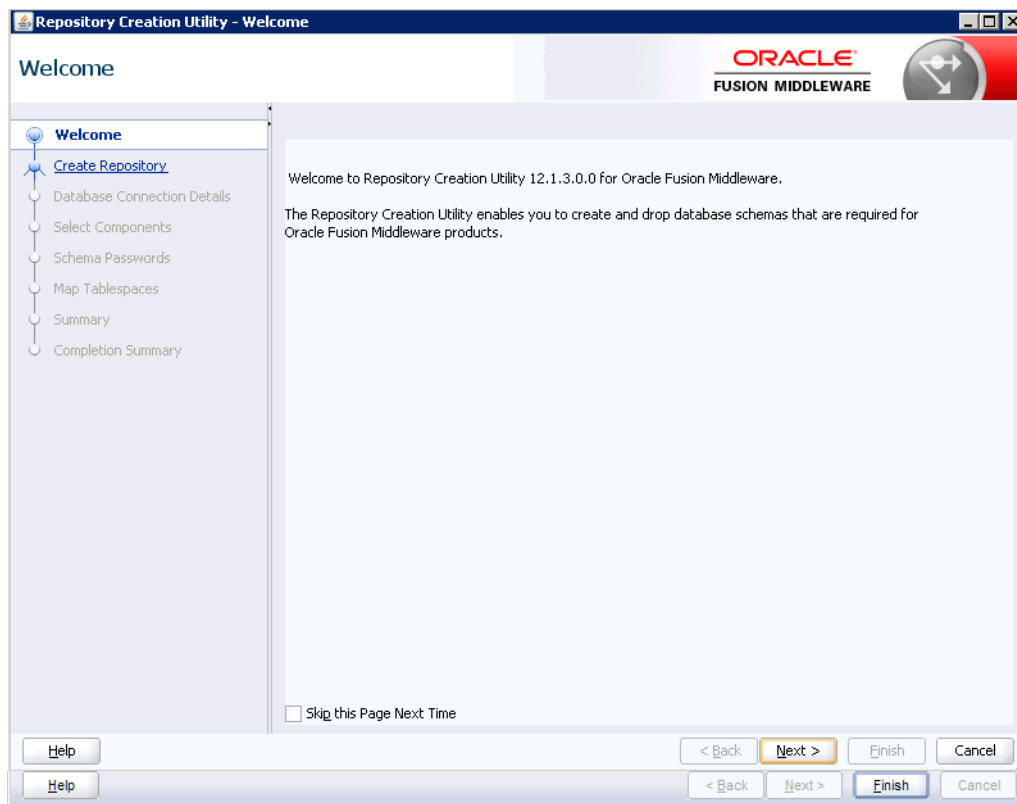 Repository Creation Utility - Welcome
Welcome
ORACLE
FUSION MIDDLEWARE
Welcome
Create Repository
Database Connection Details
Select Components
Schema Passwords
Map Tablespaces
Summary
Completion Summary
Welcome to Repository Creation Utility 12.1.3.0.0 for Oracle Fusion Middleware.
The Repository Creation Utility enables you to create and drop database schemas that are required for
Oracle Fusion Middleware products.
Skip this Page Next Time
Help < Back Next > Finish Cancel
Help < Back Next > Finish Cancel